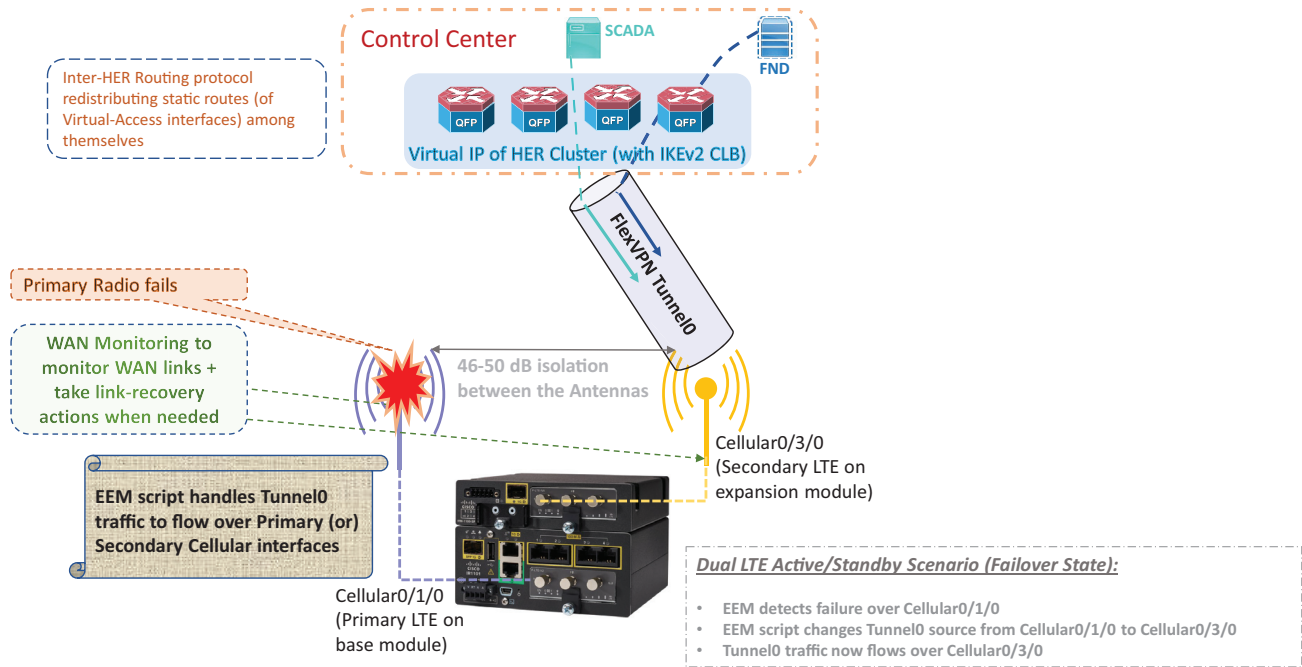 Control Center
SCADA
FND
Inter-HER Routing protocol
redistributing static routes (of
Virtual-Access interfaces) among
themselves
QFP
QFP
QFP
QFP
Virtual IP of HER Cluster (with IKEv2 CLB)
FlexVPN Tunnel0
Primary Radio fails
WAN Monitoring to
monitor WAN links +
take link-recovery
actions when needed
46-50 dB isolation
between the Antennas
Cellular0/3/0
(Secondary LTE on
expansion module)
EEM script handles Tunnel0
traffic to flow over Primary (or)
Secondary Cellular interfaces
Cellular0/1/0
(Primary LTE on
base module)
Dual LTE Active/Standby Scenario (Failover State):
• EEM detects failure over Cellular0/1/0
• EEM script changes Tunnel0 source from Cellular0/1/0 to Cellular0/3/0
• Tunnel0 traffic now flows over Cellular0/3/0